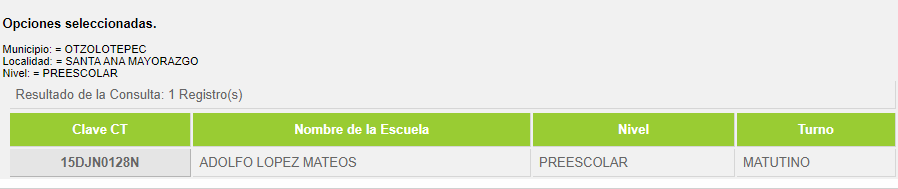 Opciones seleccionadas.
Municipio: = OTZOLOTEPEC
Localidad: = SANTA ANA MAYORAZGO
Nivel: = PREESCOLAR
Resultado de la Consulta: 1 Registro(s)
Clave CT Nombre de la Escuela Nivel Turno
15DJN0128N ADOLFO LOPEZ MATEOS PREESCOLAR MATUTINO